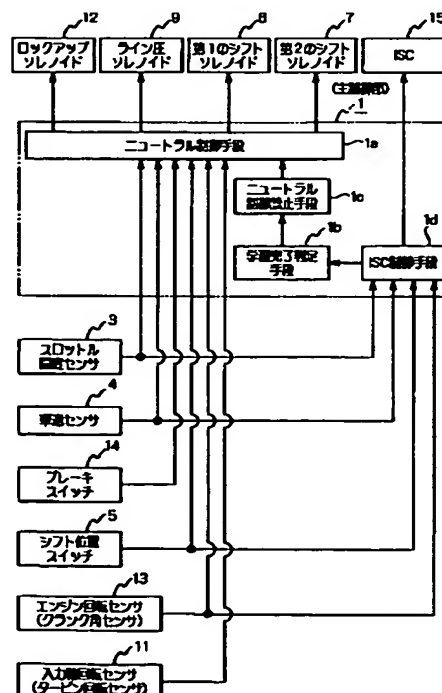 12
9
8
7
15
ロックアップ
ソレノイド
ライン圧
ソレノイド
第1のシフト
ソレノイド
第2のシフト
ソレノイド
ISC
(主制御部)
1
ニュートラル制御手段
1a
ニュートラル
制御禁止手段
1c
学習完了判定
手段
1b
ISC制御手段
1d
3
スロットル
開度センサ
4
車速センサ
14
ブレーキ
スイッチ
5
シフト位置
スイッチ
13
エンジン回転センサ
(クランク角センサ)
11
入力軸回転センサ
(タービン回転センサ)